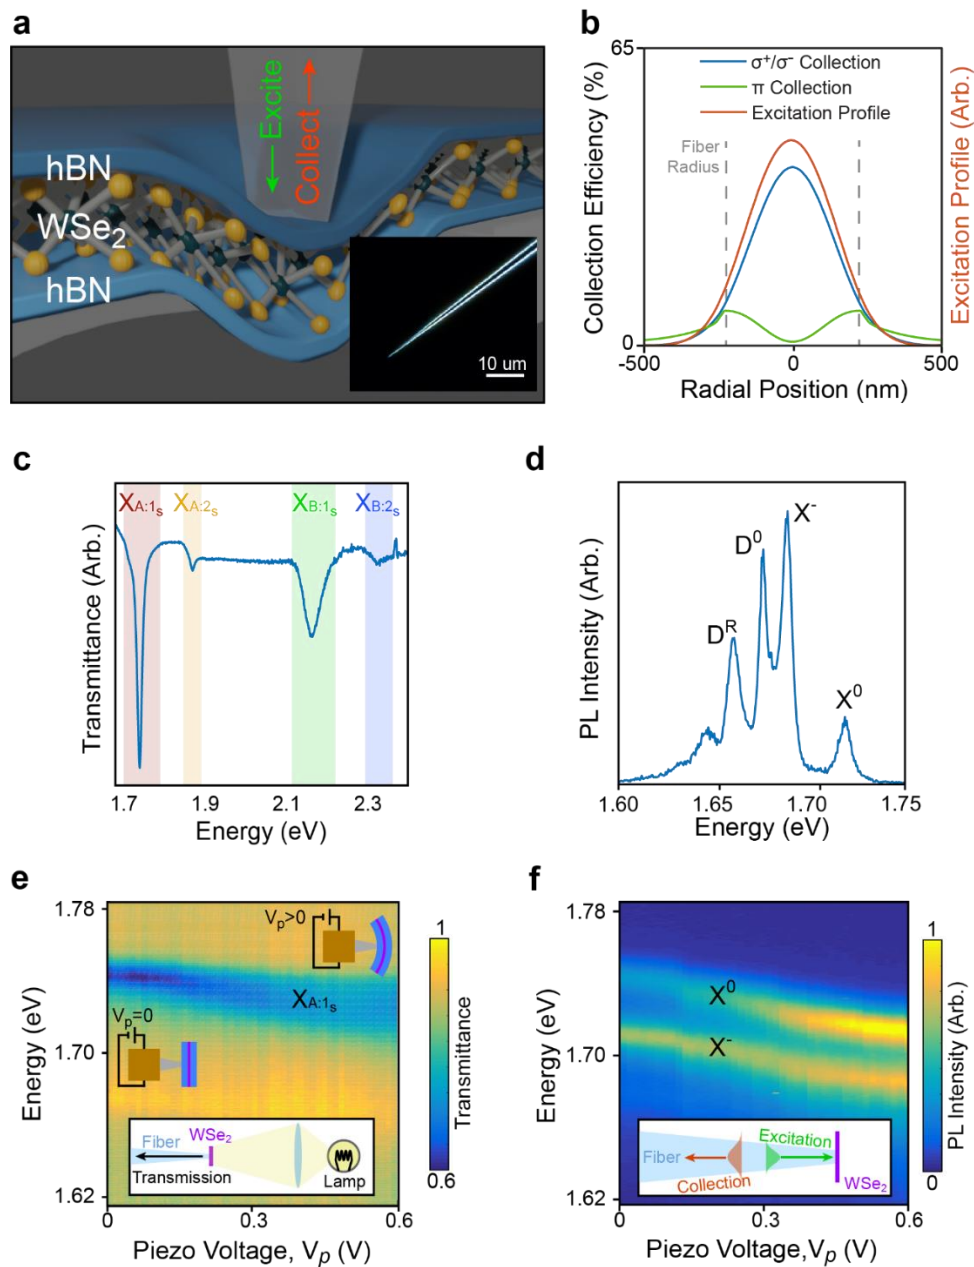 a
Excite
Collect
hBN
WSe2
hBN
10 um
b
65
σ+/σ- Collection
π Collection
Excitation Profile
Fiber
Radius
Collection Efficiency (%)
Excitation Profile (Arb.)
0
-500
0
500
Radial Position (nm)
c
XA:1s
XA:2s
XB:1s
XB:2s
Transmittance (Arb.)
1.7
1.9
2.1
2.3
Energy (eV)
d
X-
D0
DR
X0
PL Intensity (Arb.)
1.60
1.65
1.70
1.75
Energy (eV)
e
1.78
Vp>0
1
XA:1s
Vp=0
1.70
Energy (eV)
Transmittance
WSe2
Fiber
Transmission
Lamp
0.6
1.62
0
0.3
0.6
Piezo Voltage, Vp (V)
f
1.78
1
X0
X-
1.70
Energy (eV)
PL Intensity (Arb.)
Excitation
Fiber
Collection
WSe2
0
1.62
0
0.3
0.6
Piezo Voltage,Vp (V)